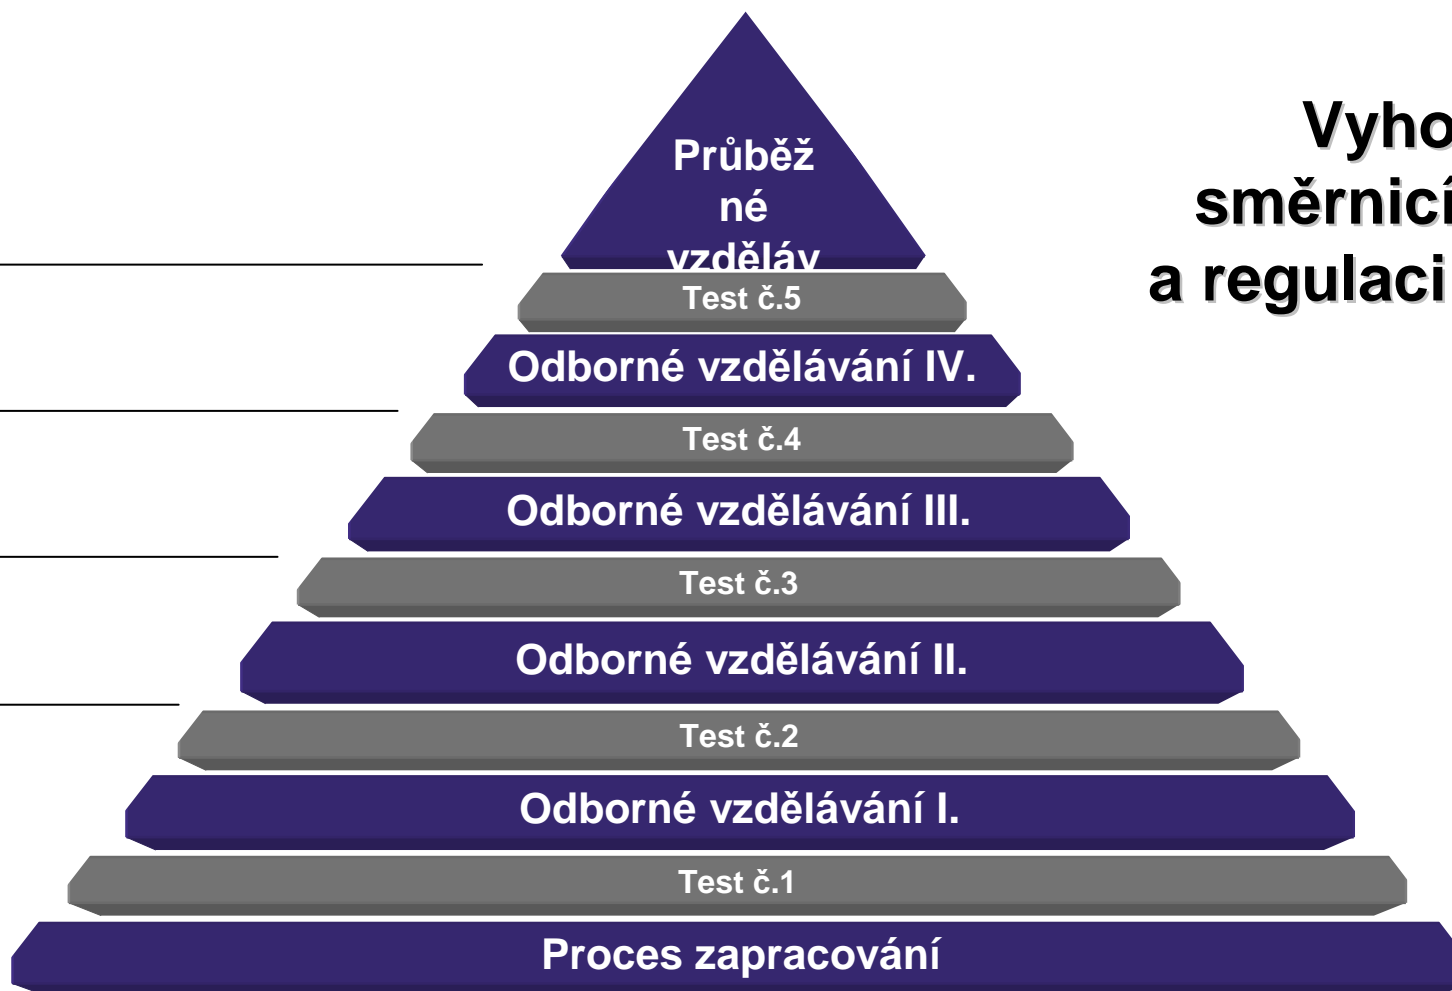 Průběž
né
vzděláv
Test č.5
Odborné vzdělávání IV.
Test č.4
Odborné vzdělávání III.
Test č.3
Odborné vzdělávání II.
Test č.2
Odborné vzdělávání I.
Test č.1
Proces zapracování
Vyho
směrnicí
a regulaci